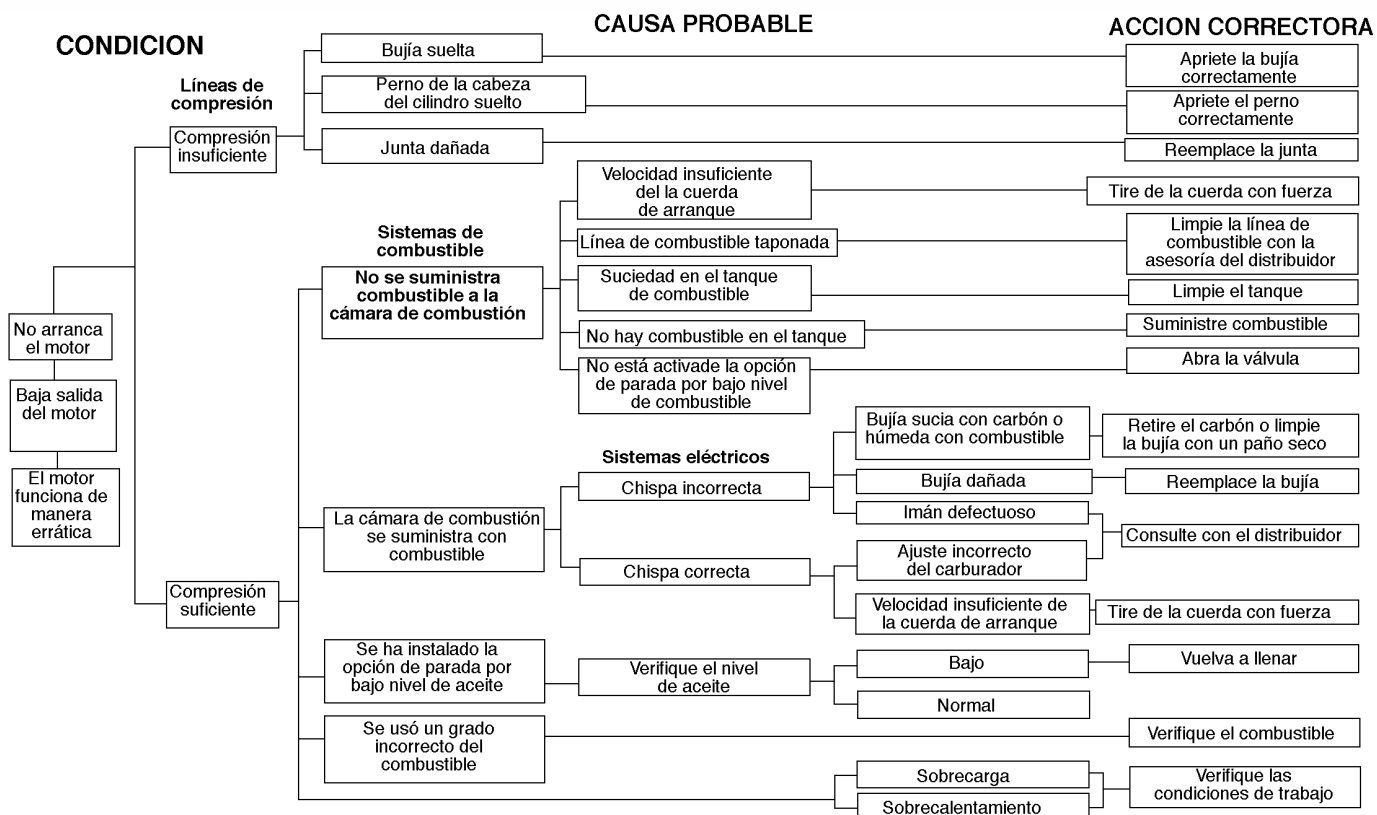 CONDICION
CAUSA PROBABLE
ACCION CORRECTORA
Líneas de
compresión
Compresión
insuficiente
Bujía suelta
Apriete la bujía
correctamente
Perno de la cabeza
del cilindro suelto
Apriete el perno
correctamente
Junta dañada
Reemplace la junta
No arranca
el motor
Baja salida
del motor
El motor
funciona de
manera
errática
Compresión
suficiente
Sistemas de
combustible
No se suministra
combustible a la
cámara de combustión
Velocidad insuficiente
del la cuerda
de arranque
Tire de la cuerda con fuerza
Línea de combustible taponada
Limpie la línea de
combustible con la
asesoría del distribuidor
Suciedad en el tanque
de combustible
Limpie el tanque
No hay combustible en el tanque
Suministre combustible
No está activade la opción
de parada por bajo nivel
de combustible
Abra la válvula
La cámara de combustión
se suministra con
combustible
Sistemas eléctricos
Chispa incorrecta
Bujía sucia con carbón o
húmeda con combustible
Retire el carbón o limpie
la bujía con un paño seco
Bujía dañada
Reemplace la bujía
Imán defectuoso
Consulte con el distribuidor
Chispa correcta
Ajuste incorrecto
del carburador
Velocidad insuficiente de
la cuerda de arranque
Tire de la cuerda con fuerza
Se ha instalado la
opción de parada por
bajo nivel de aceite
Verifique el nivel
de aceite
Bajo
Vuelva a llenar
Normal
Se usó un grado
incorrecto del
combustible
Verifique el combustible
Sobrecarga
Sobrecalentamiento
Verifique las
condiciones de trabajo